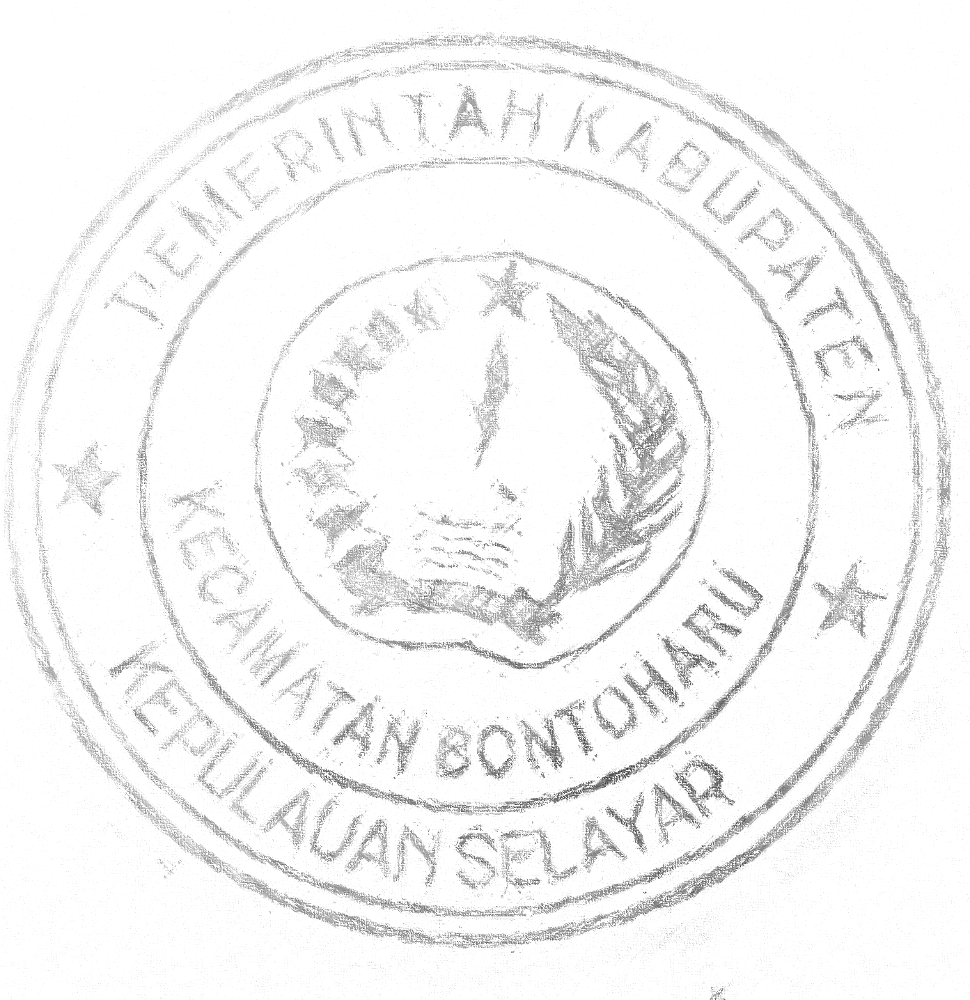 PEMERINTAH KABUPATEN
KECAMATAN BONTOHARU
KEPULAUAN SELAYAR